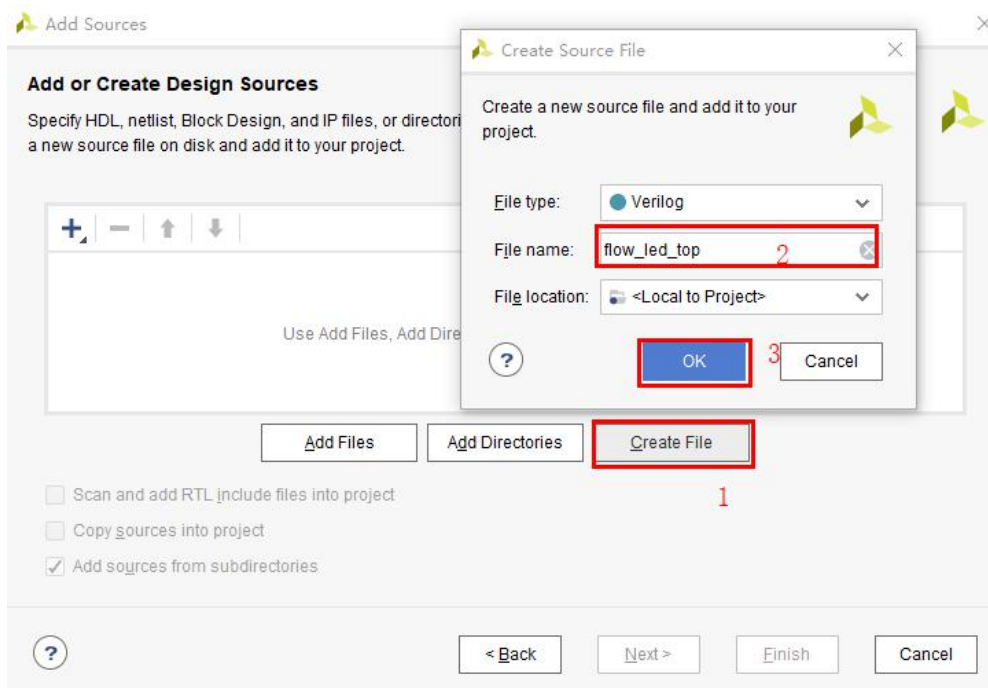 Add Sources
Add or Create Design Sources
Specify HDL, netlist, Block Design, and IP files, or directori
a new source file on disk and add it to your project.
Use Add Files, Add Dire
Create Source File
Create a new source file and add it to your
project.
File type: Verilog
File name: flow_led_top 2
File location: <Local to Project>
? OK 3 Cancel
Add Files Add Directories Create File
1
Scan and add RTL include files into project
Copy sources into project
Add sources from subdirectories
? < Back Next > Finish Cancel